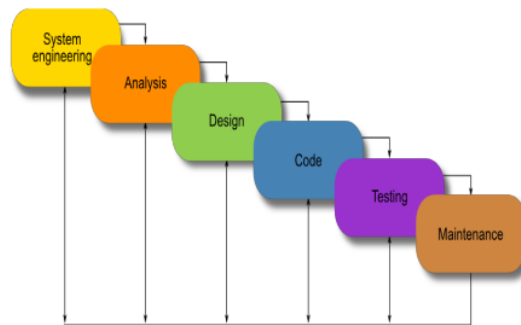 System
engineering
Analysis
Design
Code
Testing
Maintenance